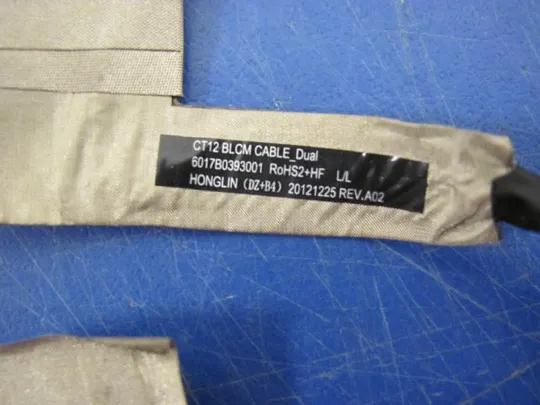 CT12 BLCM CABLE_Dual
6017B0393001 RoHS2+HF L/L
HONGLIN (DZ+B4) 20121225 REV.A02